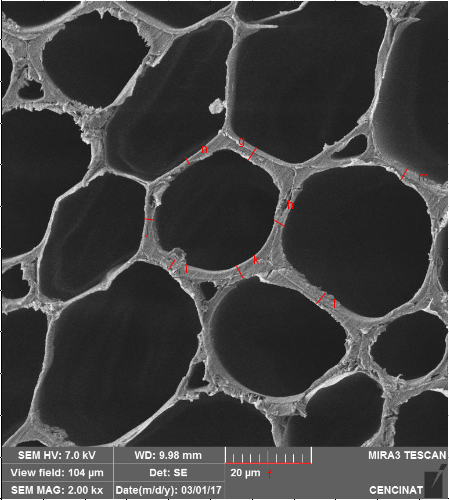 n
h
SEM HV: 7.0 kV WD: 9.98 mm MIRA3 TESCAN
View field: 104 µm Det: SE 20 µm
SEM MAG: 2.00 kx Date(m/d/y): 03/01/17 CENCINAT